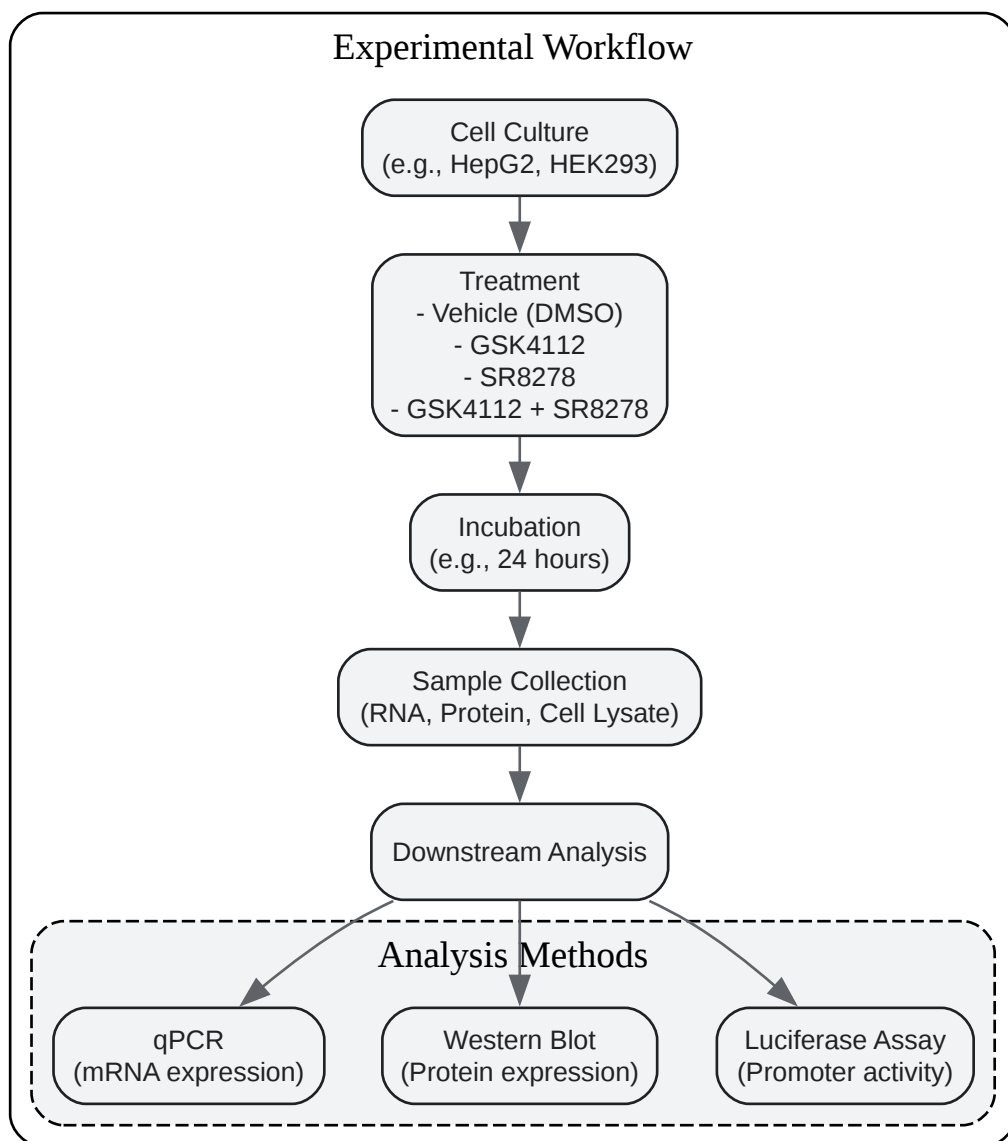 Experimental Workflow
Cell Culture
(e.g., HepG2, HEK293)
Treatment
- Vehicle (DMSO)
- GSK4112
- SR8278
- GSK4112 + SR8278
Incubation
(e.g., 24 hours)
Sample Collection
(RNA, Protein, Cell Lysate)
Downstream Analysis
Analysis Methods
qPCR
(mRNA expression)
Western Blot
(Protein expression)
Luciferase Assay
(Promoter activity)